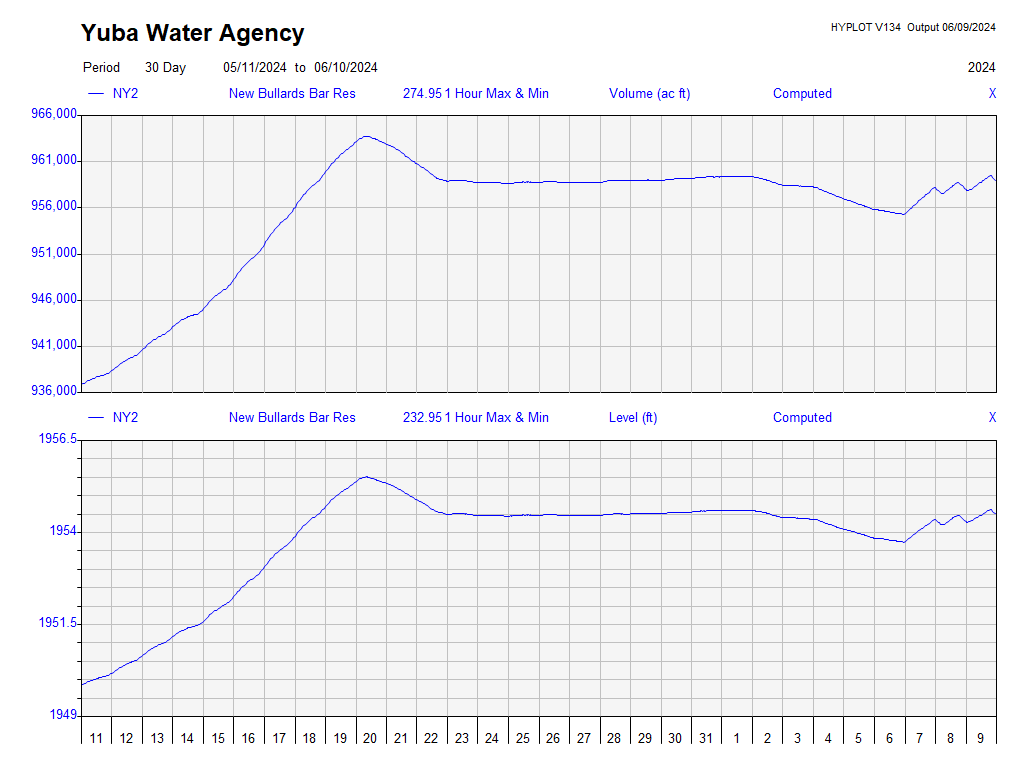 Yuba Water Agency
HYPLOT V134 Output 06/09/2024
Period 30 Day 05/11/2024 to 06/10/2024 2024
NY2 New Bullards Bar Res 274.95 1 Hour Max & Min Volume (ac ft) Computed X
966,000
961,000
956,000
951,000
946,000
941,000
936,000
NY2 New Bullards Bar Res 232.95 1 Hour Max & Min Level (ft) Computed X
1956.5
1954
1951.5
1949
11 12 13 14 15 16 17 18 19 20 21 22 23 24 25 26 27 28 29 30 31 1 2 3 4 5 6 7 8 9